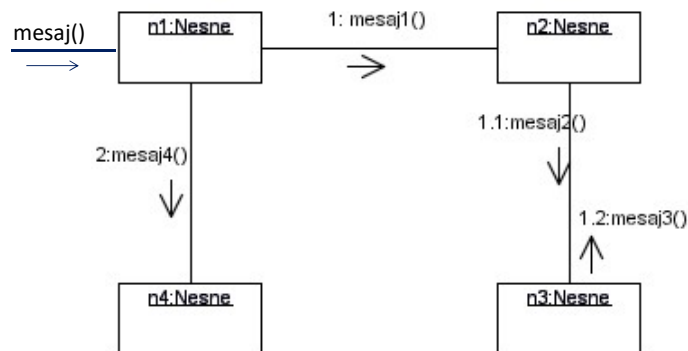 mesaj()
n1:Nesne
1: mesaj1()
n2:Nesne
1.1:mesaj2()
2:mesaj4()
1.2:mesaj3()
n4:Nesne
n3:Nesne